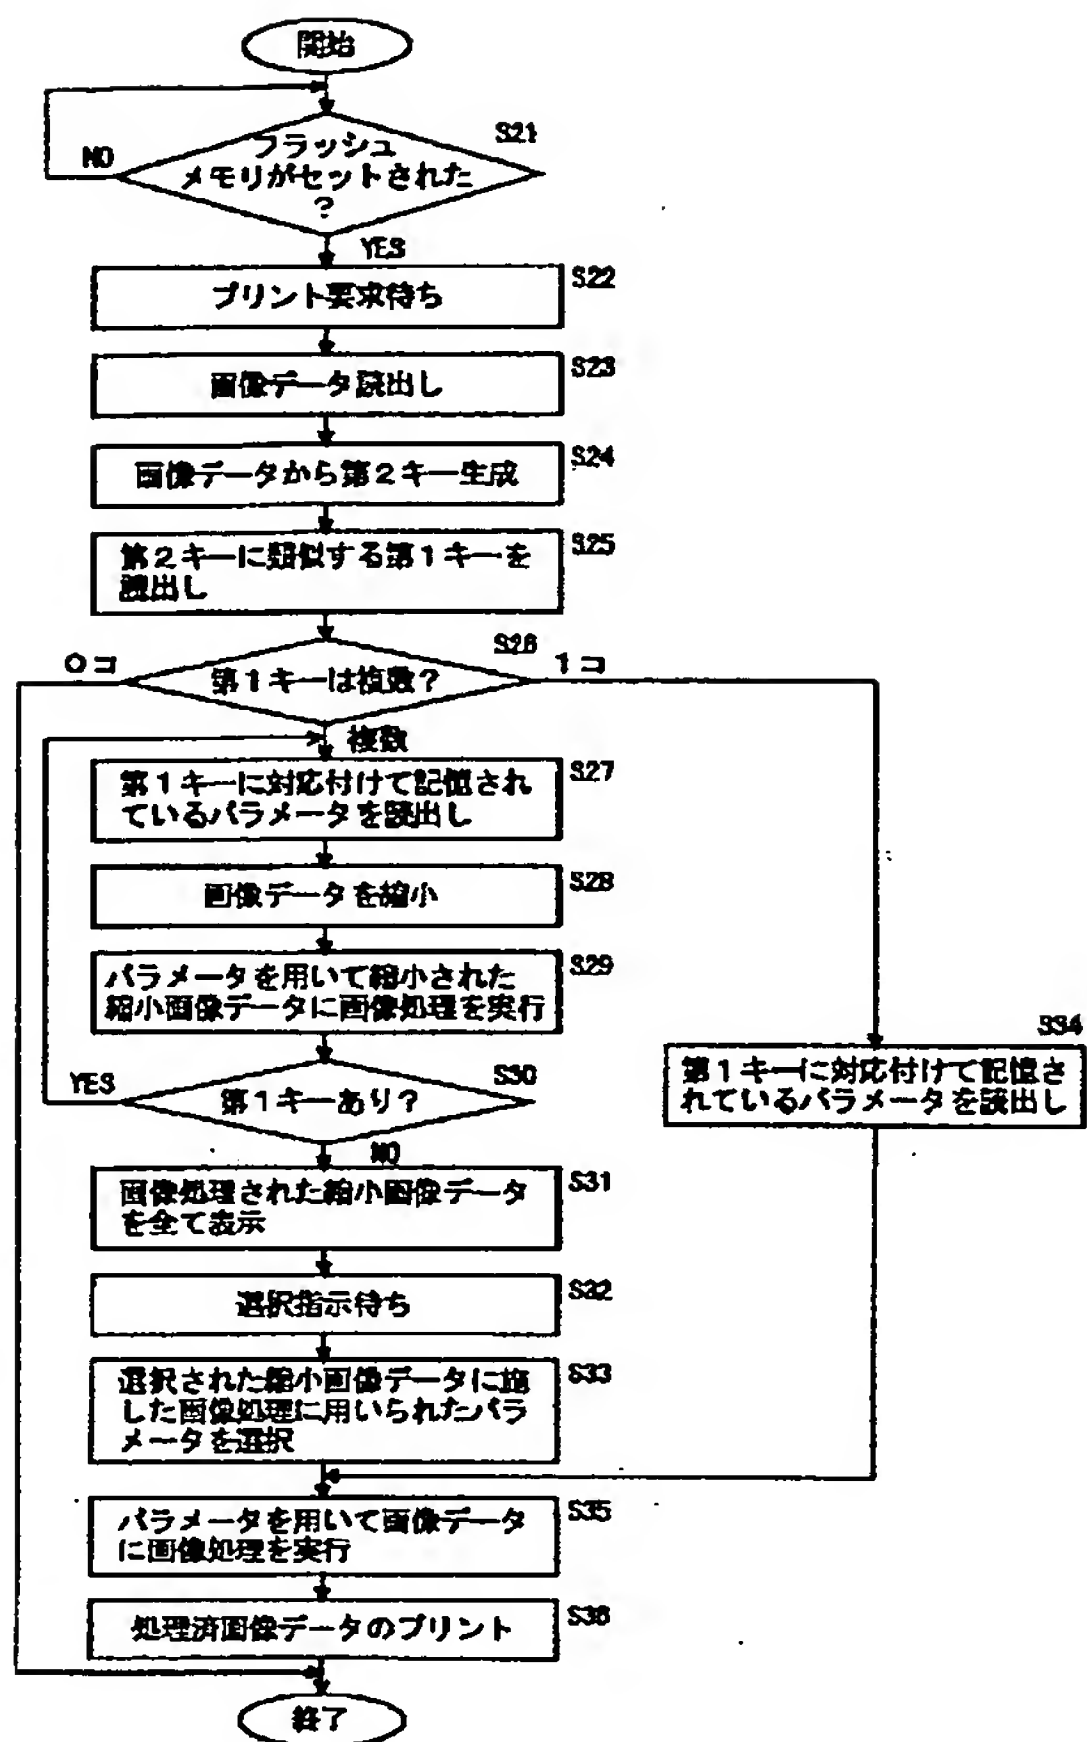 開始
S21
フラッシュ
メモリがセットされた
?
NO
YES
S22
プリント要求待ち
S23
画像データ読出し
S24
画像データから第2キー生成
S25
第2キーに類似する第1キーを
読出し
S26
0コ
第1キーは複数?
1コ
複数
S27
第1キーに対応付けて記憶され
ているパラメータを読出し
S28
画像データを縮小
S29
パラメータを用いて縮小された
縮小画像データに画像処理を実行
S34
第1キーに対応付けて記憶さ
れているパラメータを読出し
S30
YES
第1キーあり?
NO
S31
画像処理された縮小画像データ
を全て表示
S32
選択指示待ち
S33
選択された縮小画像データに施
した画像処理に用いられたパラ
メータを選択
S35
パラメータを用いて画像データ
に画像処理を実行
S36
処理済画像データのプリント
終了